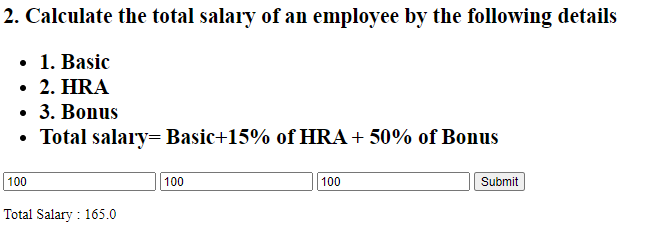 2. Calculate the total salary of an employee by the following details
• 1. Basic
• 2. HRA
• 3. Bonus
• Total salary= Basic+15% of HRA + 50% of Bonus
100 100 100 Submit
Total Salary : 165.0